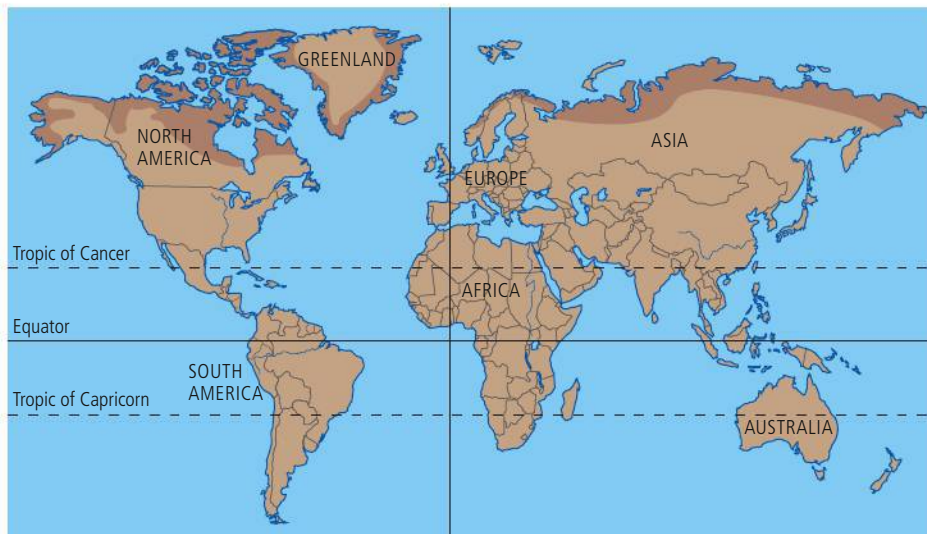 GREENLAND
NORTH
AMERICA
ASIA
EUROPE
Tropic of Cancer
AFRICA
Equator
SOUTH
AMERICA
Tropic of Capricorn
AUSTRALIA